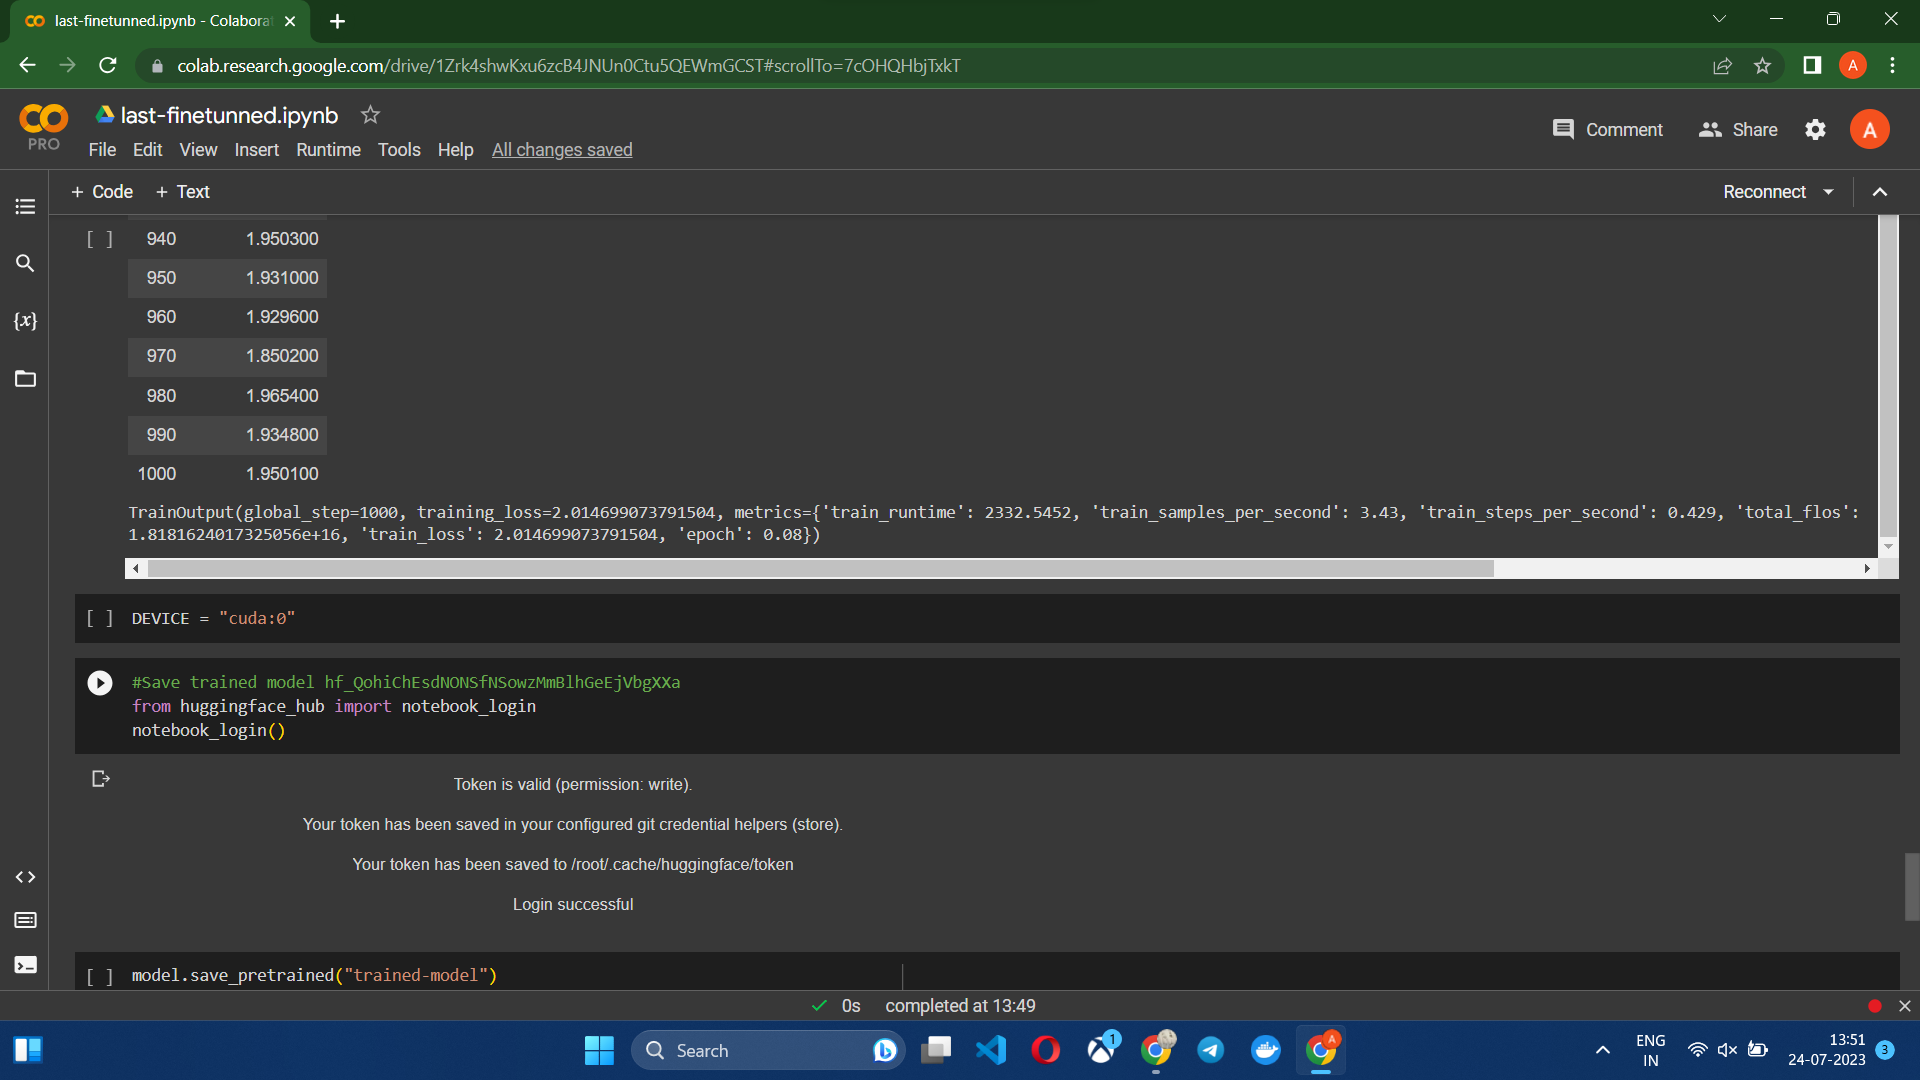 last-finetunned.ipynb - Colaborat
colab.research.google.com/drive/1Zrk4shwKxu6zcB4JNUn0Ctu5QEWmGCST#scrollTo=7cOHQHbjTxkT
A
PRO
last-finetunned.ipynb
File Edit View Insert Runtime Tools Help All changes saved
Comment
Share
A
+ Code + Text
Reconnect
{x}
[ ]
940 1.950300
950 1.931000
960 1.929600
970 1.850200
980 1.965400
990 1.934800
1000 1.950100
TrainOutput(global_step=1000, training_loss=2.014699073791504, metrics={'train_runtime': 2332.5452, 'train_samples_per_second': 3.43, 'train_steps_per_second': 0.429, 'total_flos':
1.8181624017325056e+16, 'train_loss': 2.014699073791504, 'epoch': 0.08})
[ ] DEVICE = "cuda:0"
#Save trained model 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
from huggingface_hub import notebook_login
notebook_login()
Token is valid (permission: write).
Your token has been saved in your configured git credential helpers (store).
Your token has been saved to /root/.cache/huggingface/token
Login successful
[ ] model.save_pretrained("trained-model")
0s completed at 13:49
Search
1
A
ENG
IN
13:51
24-07-2023
3